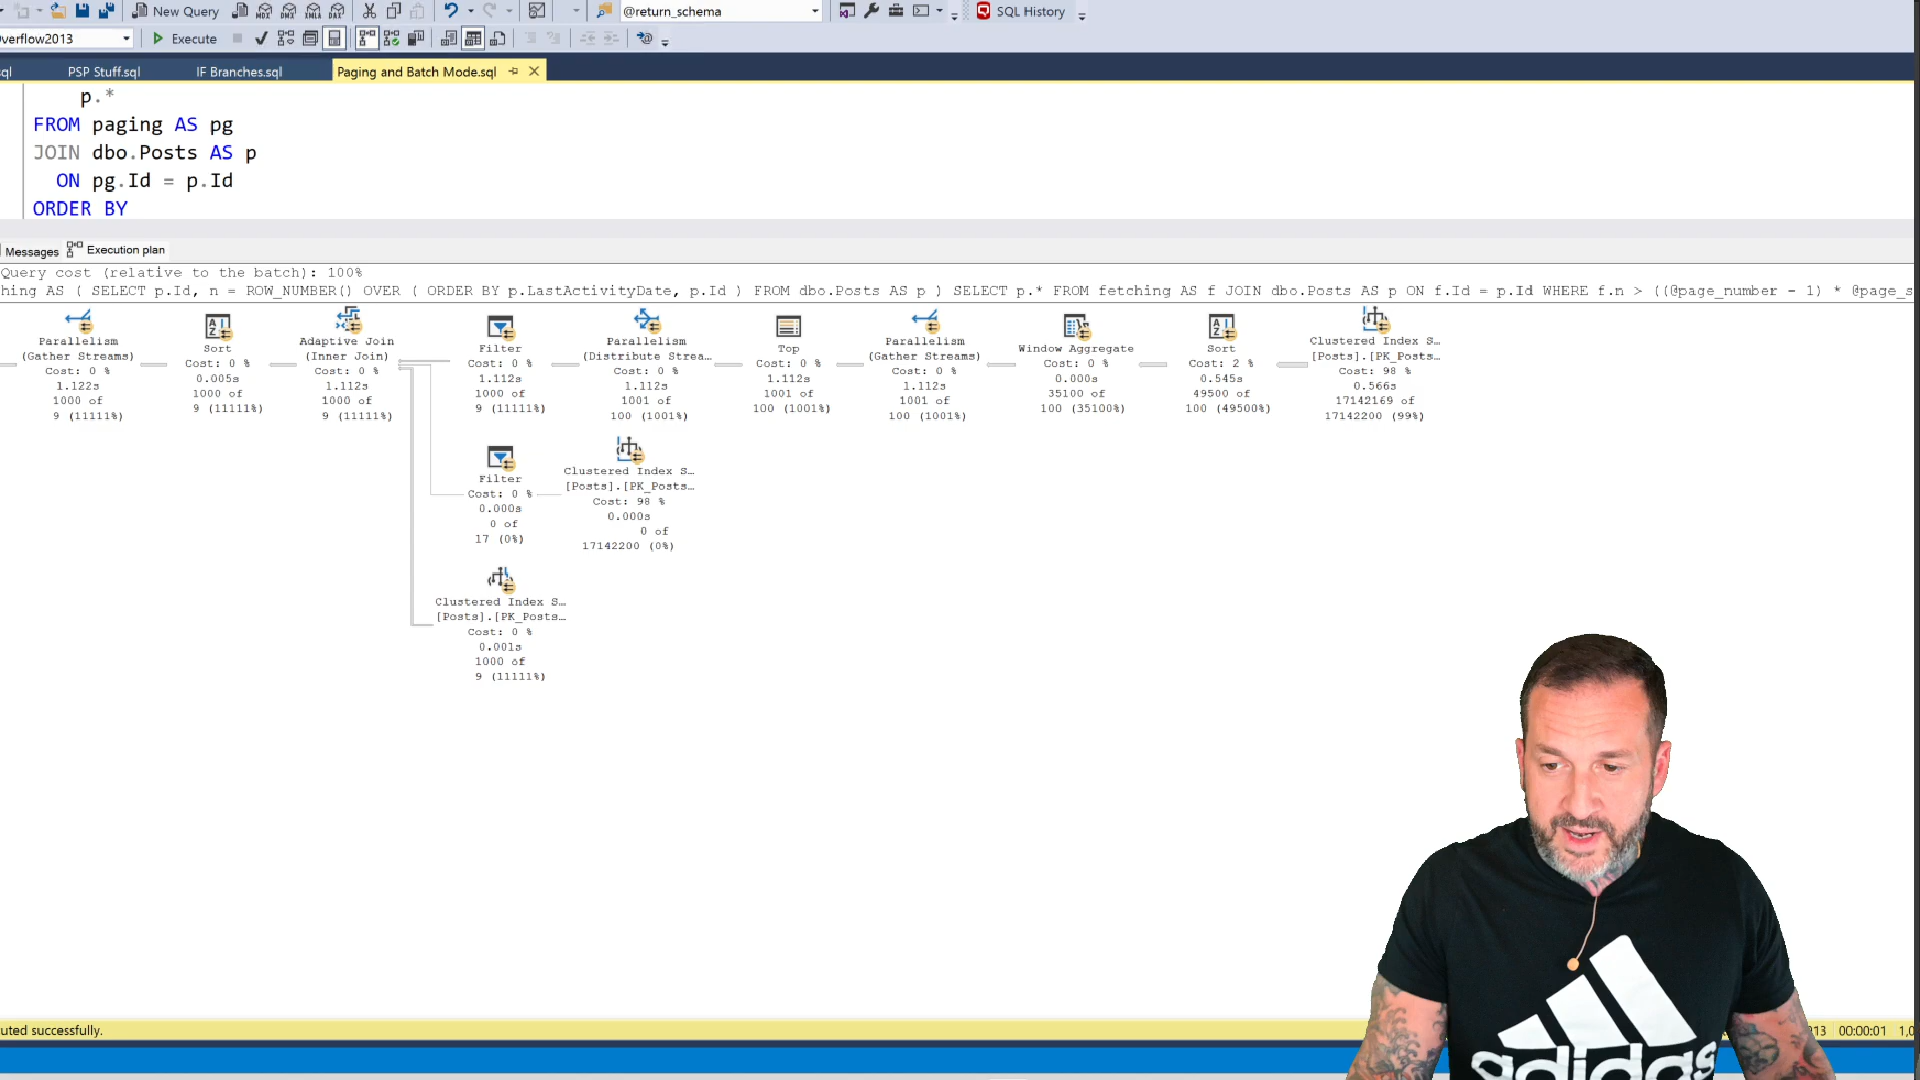 New Query
MDX
DMX
XMLA
DAX
@return_schema
SQL History
verflow2013
Execute
ql
PSP Stuff.sql
IF Branches.sql
Paging and Batch Mode.sql
p.*
FROM paging AS pg
JOIN dbo.Posts AS p
ON pg.Id = p.Id
ORDER BY
Messages
Execution plan
Query cost (relative to the batch): 100%
hing AS ( SELECT p.Id, n = ROW_NUMBER() OVER ( ORDER BY p.LastActivityDate, p.Id ) FROM dbo.Posts AS p ) SELECT p.* FROM fetching AS f JOIN dbo.Posts AS p ON f.Id = p.Id WHERE f.n > ((@page_number - 1) * @page_s
Parallelism
(Gather Streams)
Cost: 0 %
1.122s
1000 of
9 (11111%)
Sort
Cost: 0 %
0.005s
1000 of
9 (11111%)
Adaptive Join
(Inner Join)
Cost: 0 %
1.112s
1000 of
9 (11111%)
Filter
Cost: 0 %
1.112s
1000 of
9 (11111%)
Parallelism
(Distribute Strea...
Cost: 0 %
1.112s
1001 of
100 (1001%)
Top
Cost: 0 %
1.112s
1001 of
100 (1001%)
Parallelism
(Gather Streams)
Cost: 0 %
1.112s
1001 of
100 (1001%)
Window Aggregate
Cost: 0 %
0.000s
35100 of
100 (35100%)
Sort
Cost: 2 %
0.545s
49500 of
100 (49500%)
Clustered Index S...
[Posts].[PK_Posts...
Cost: 98 %
0.566s
17142169 of
17142200 (99%)
Filter
Cost: 0 %
0.000s
0 of
17 (0%)
Clustered Index S...
[Posts].[PK_Posts...
Cost: 98 %
0.000s
0 of
17142200 (0%)
Clustered Index S...
[Posts].[PK_Posts...
Cost: 0 %
0.001s
1000 of
9 (11111%)
uted successfully.
13
00:00:01
1,0
adidas